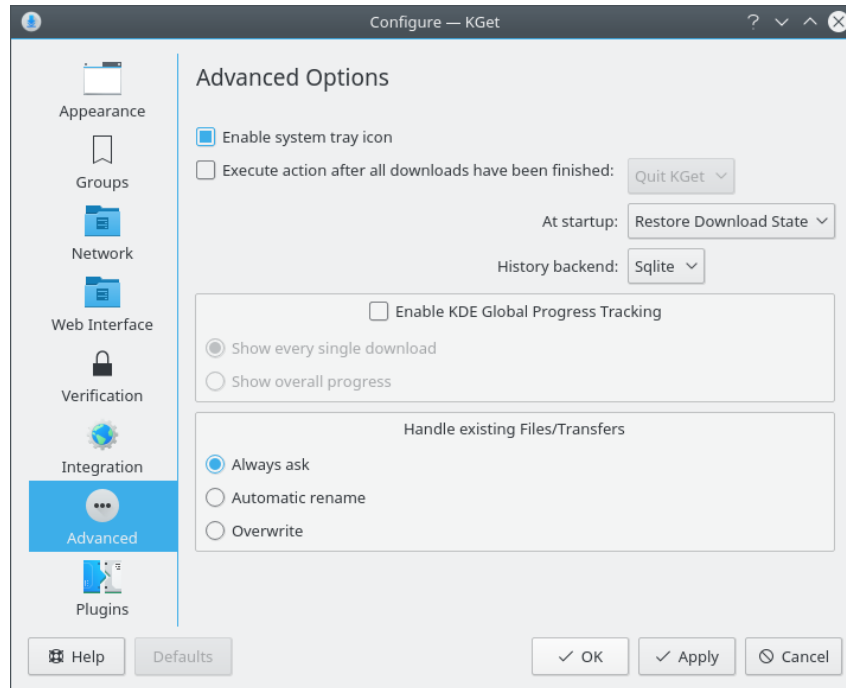 Configure — KGet
Appearance
Groups
Network
Web Interface
Verification
Integration
Advanced
Plugins
Advanced Options
Enable system tray icon
Execute action after all downloads have been finished: Quit KGet
At startup: Restore Download State
History backend: Sqlite
Enable KDE Global Progress Tracking
Show every single download
Show overall progress
Handle existing Files/Transfers
Always ask
Automatic rename
Overwrite
Help Defaults OK Apply Cancel